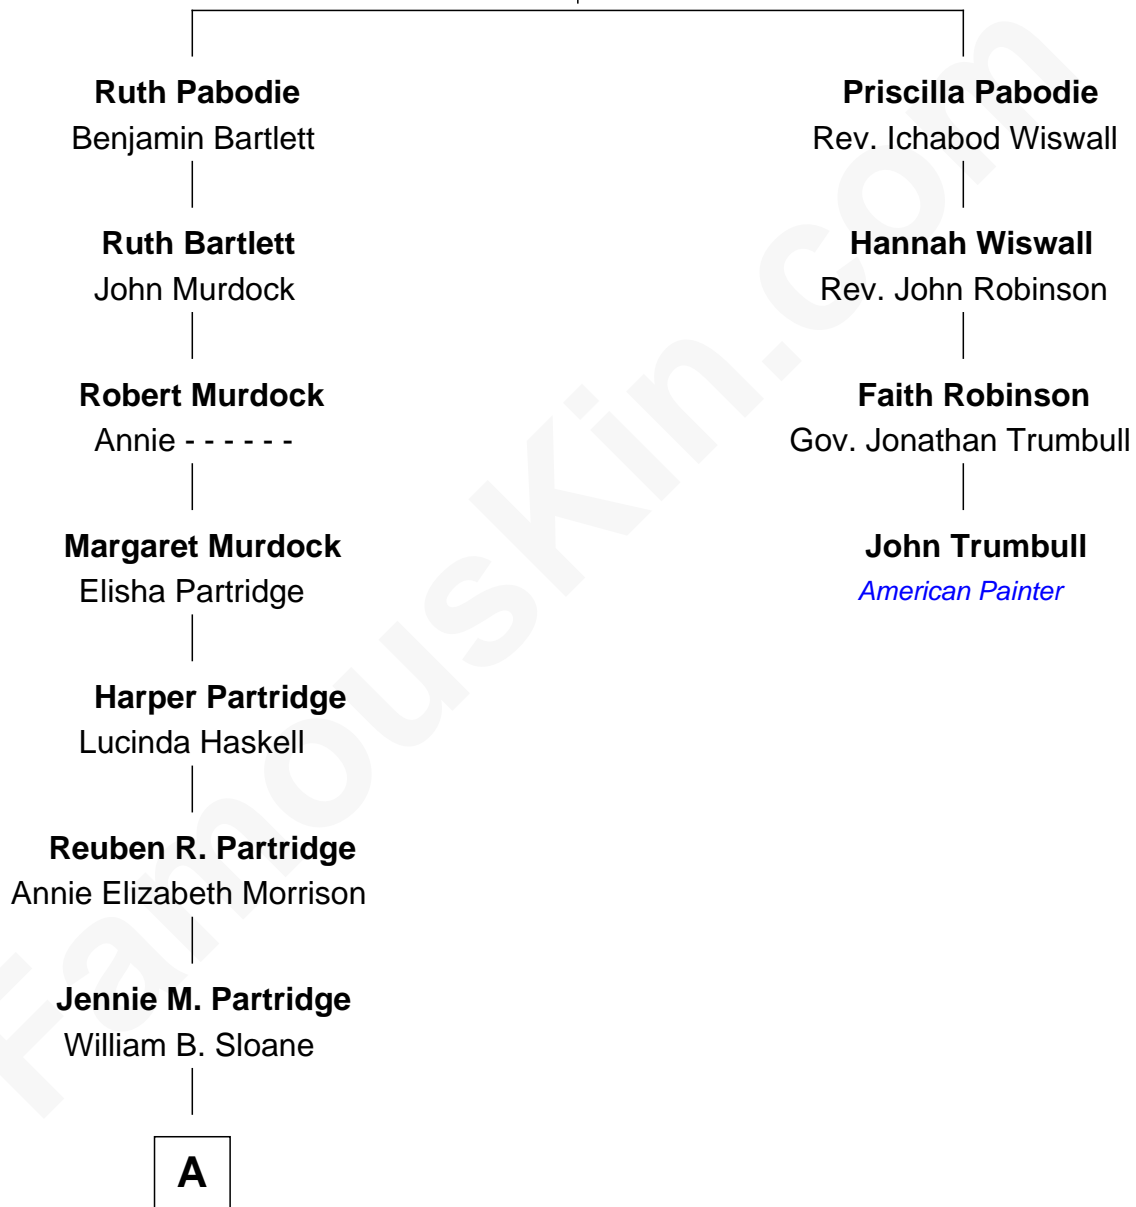 Ruth Pabodie
Benjamin Bartlett
Ruth Bartlett
John Murdock
Robert Murdock
Annie - - - - - -
Margaret Murdock
Elisha Partridge
Harper Partridge
Lucinda Haskell
Reuben R. Partridge
Annie Elizabeth Morrison
Jennie M. Partridge
William B. Sloane
A
Priscilla Pabodie
Rev. Ichabod Wiswall
Hannah Wiswall
Rev. John Robinson
Faith Robinson
Gov. Jonathan Trumbull
John Trumbull
American Painter
FamousKin.com